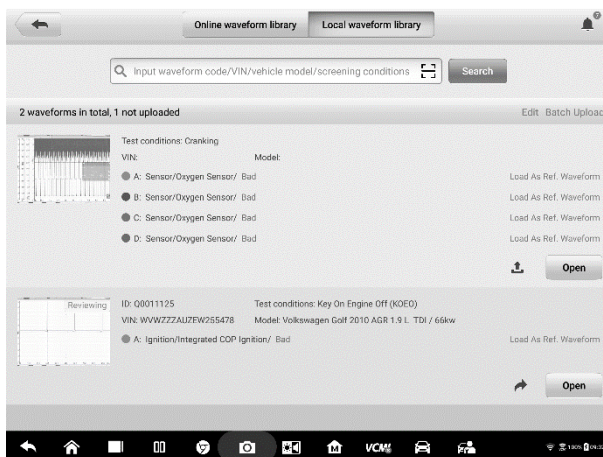 Online waveform library Local waveform library
Input waveform code/VIN/vehicle model/screening conditions Search
2 waveforms in total, 1 not uploaded Edit Batch Upload
Test conditions: Cranking
VIN: Model:
A: Sensor/Oxygen Sensor/ Bad Load As Ref. Waveform
B: Sensor/Oxygen Sensor/ Bad Load As Ref. Waveform
C: Sensor/Oxygen Sensor/ Bad Load As Ref. Waveform
D: Sensor/Oxygen Sensor/ Bad Load As Ref. Waveform
Open
Reviewing ID: Q0011125 Test conditions: Key On Engine Off (KOEO)
VIN: WVWZZZAUZEW255478 Model: Volkswagen Golf 2010 AGR 1.9 L TDI / 66kw
A: Ignition/Integrated COP Ignition/ Bad Load As Ref. Waveform
Open
M VCMI 100%